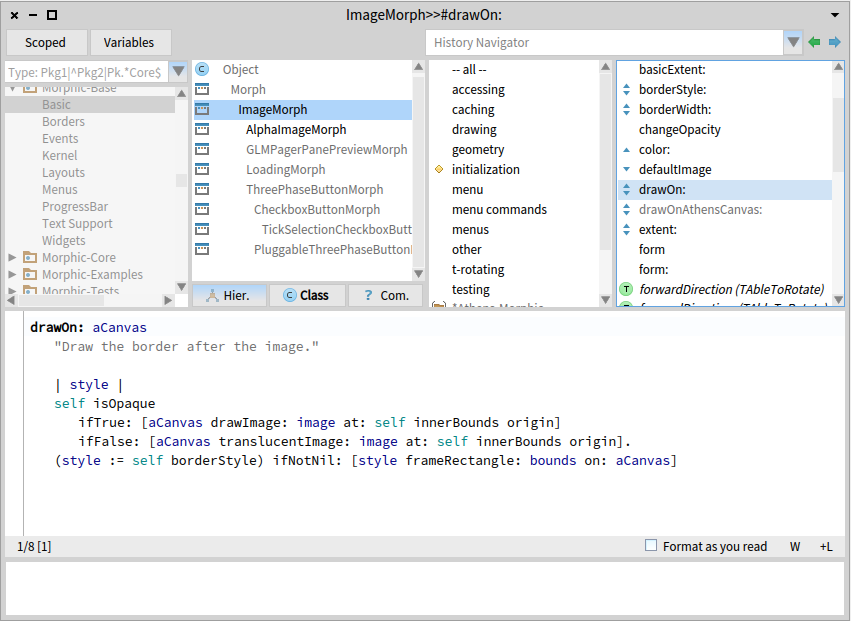 ImageMorph>>#drawOn:
Scoped
Variables
History Navigator
Type: Pkg1|^Pkg2|Pk.*Core$
Morphic-Base
Basic
Borders
Events
Kernel
Layouts
Menus
ProgressBar
Text Support
Widgets
Morphic-Core
Morphic-Examples
Morphic-Tests
Object
Morph
ImageMorph
AlphaImageMorph
GLMPagerPanePreviewMorph
LoadingMorph
ThreePhaseButtonMorph
CheckboxButtonMorph
TickSelectionCheckboxButt
PluggableThreePhaseButton
Hier.
C Class
? Com.
-- all --
accessing
caching
drawing
geometry
initialization
menu
menu commands
menus
other
t-rotating
testing
*Athens-Morphic
basicExtent:
borderStyle:
borderWidth:
changeOpacity
color:
defaultImage
drawOn:
drawOnAthensCanvas:
extent:
form
form:
forwardDirection (TAbleToRotate)
forwardDirection: (TAbleToRotate)
drawOn: aCanvas
"Draw the border after the image."
| style |
self isOpaque
ifTrue: [aCanvas drawImage: image at: self innerBounds origin]
ifFalse: [aCanvas translucentImage: image at: self innerBounds origin].
(style := self borderStyle) ifNotNil: [style frameRectangle: bounds on: aCanvas]
1/8 [1]
Format as you read
W
+L